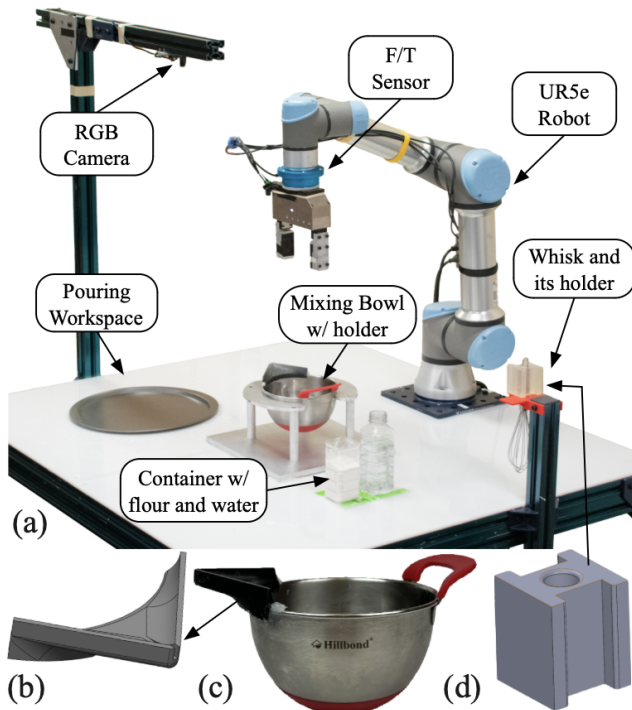 F/T
Sensor
UR5e
Robot
RGB
Camera
Whisk and
its holder
Pouring
Workspace
Mixing Bowl
w/ holder
Container w/
flour and water
(a)
Hillbond
(b)
(c)
(d)